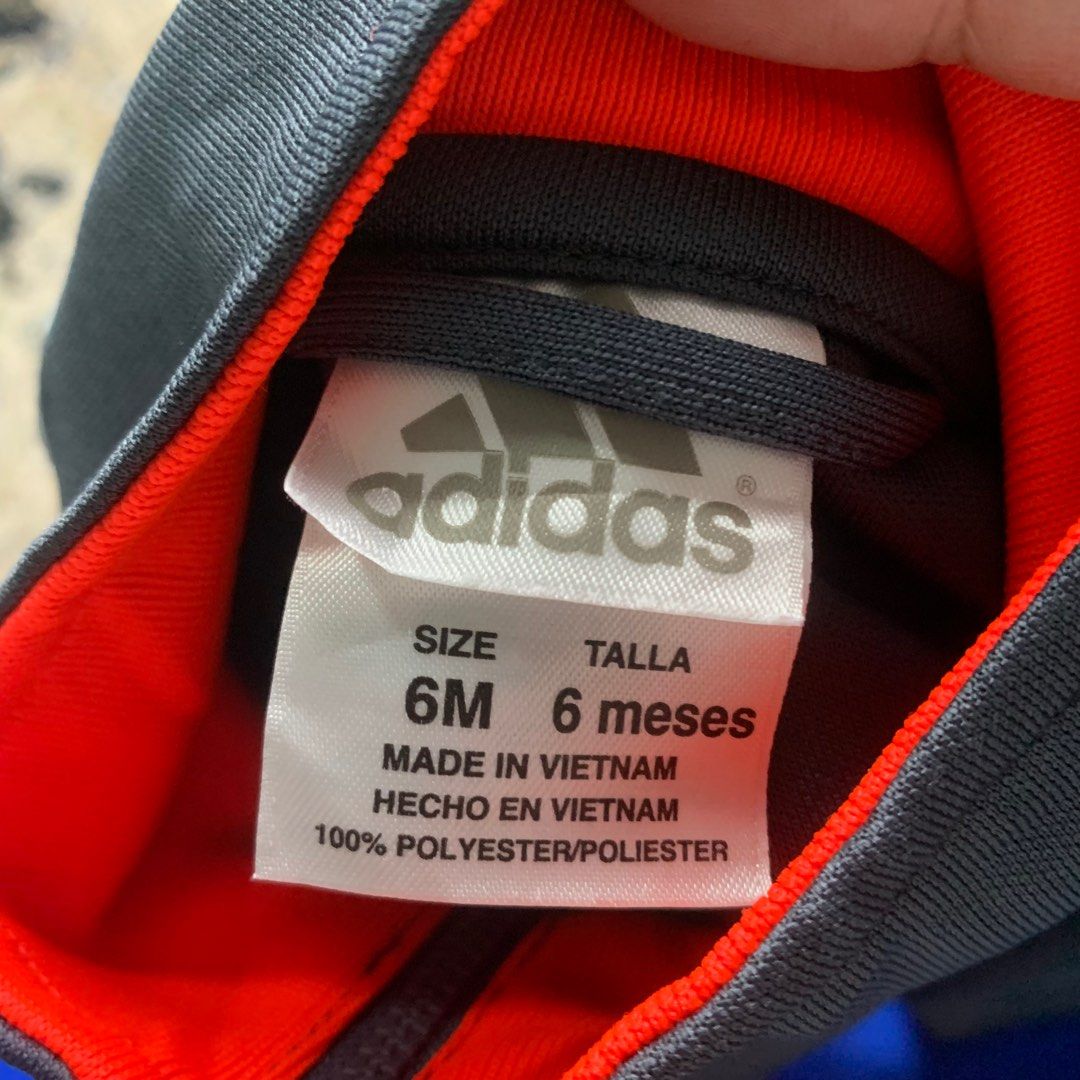 adidas®
SIZE TALLA
6M 6 meses
MADE IN VIETNAM
HECHO EN VIETNAM
100% POLYESTER/POLIESTER